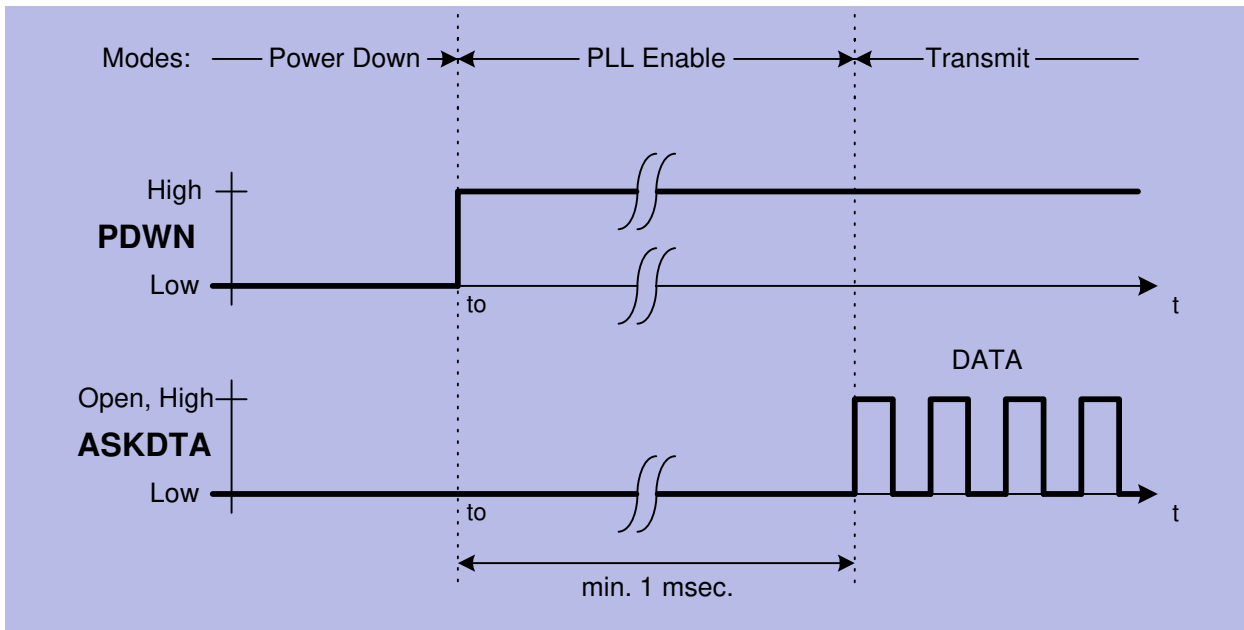 Modes: Power Down PLL Enable Transmit
High
PDWN
Low
to
t
DATA
Open, High
ASKDTA
Low
to
t
min. 1 msec.